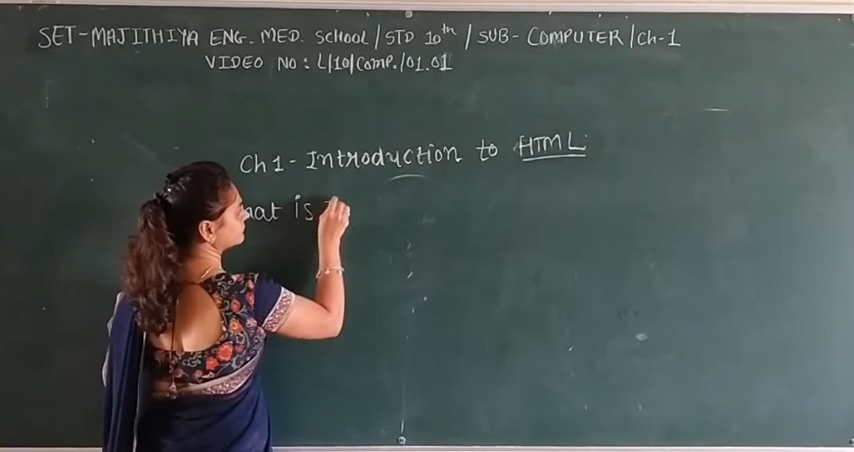 SET-MAJITHIYA ENG. MED. SCHOOL / STD 10th / SUB- COMPUTER / Ch-1
VIDEO NO : L/10/Comp./01.01
Ch 1 - Introduction to HTML
is